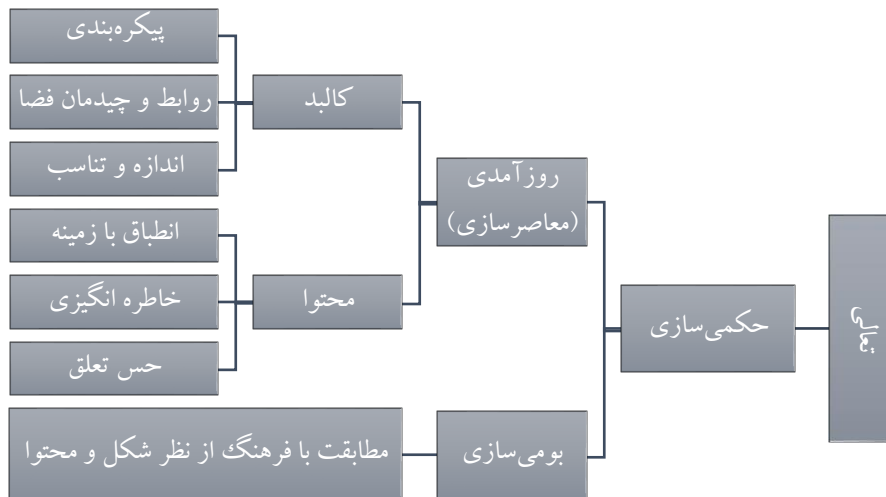 تعالی
حکمی‌سازی
روزآمدی
(معاصرسازی)
کالبد
پیکره‌بندی
روابط و چیدمان فضا
اندازه و تناسب
محتوا
انطباق با زمینه
خاطره انگیزی
حس تعلق
بومی‌سازی
مطابقت با فرهنگ از نظر شکل و محتوا